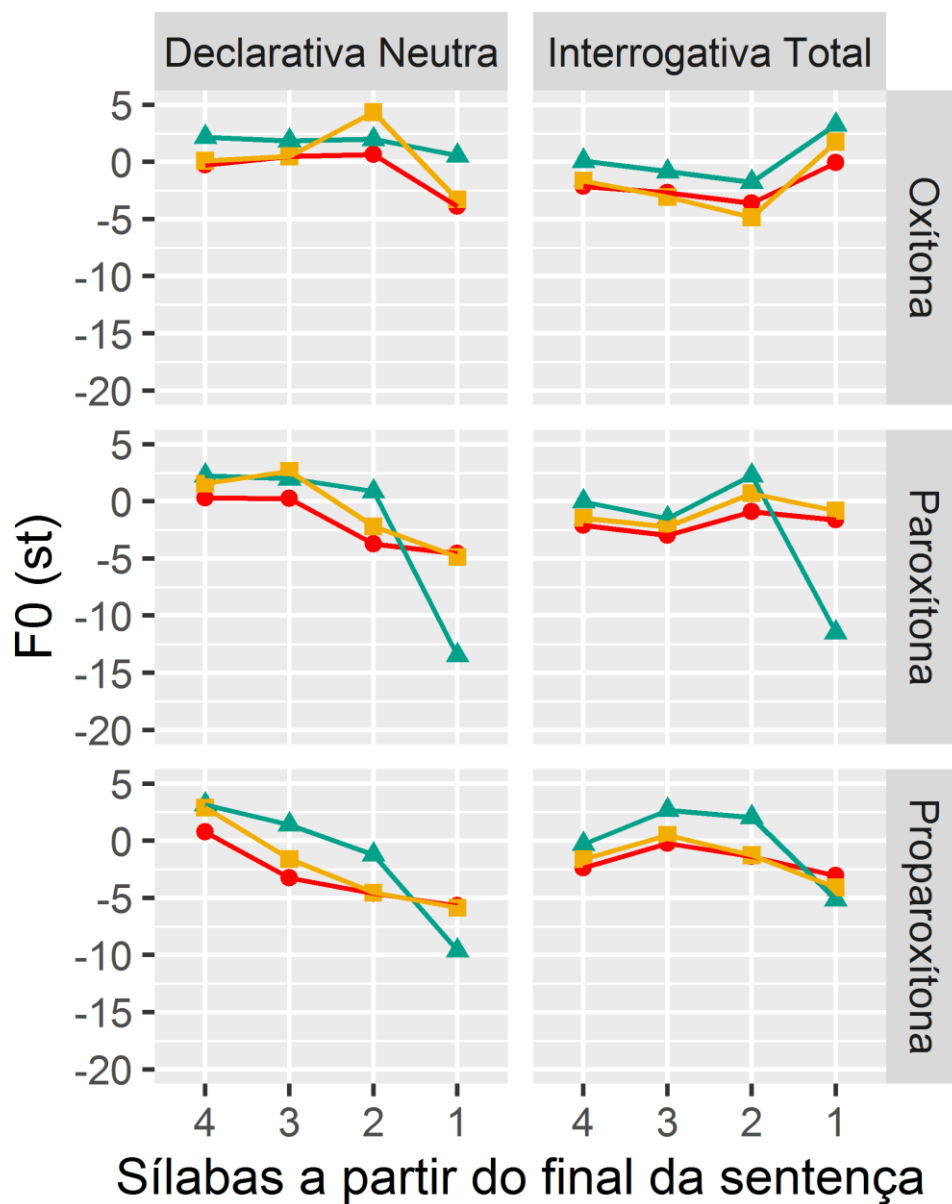 Declarativa Neutra
Interrogativa Total
5
0
-5
-10
-15
-20
Oxítona
5
0
-5
-10
-15
-20
Paroxítona
5
0
-5
-10
-15
-20
Proparoxítona
F0 (st)
4 3 2 1
4 3 2 1
Sílabas a partir do final da sentença